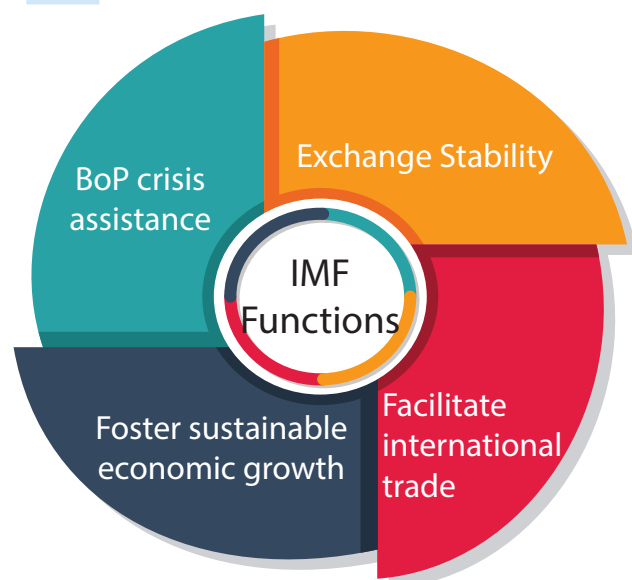 IMF
Functions
Exchange Stability
Facilitate
international
trade
Foster sustainable
economic growth
BoP crisis
assistance